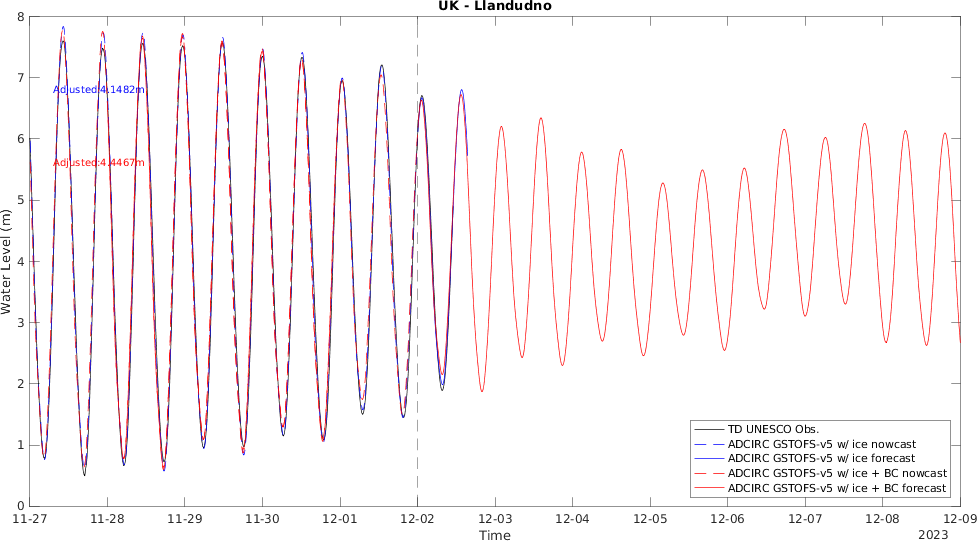 UK - Llandudno
8
7
6
5
4
3
2
1
0
Water Level (m)
Adjusted:4.1482m
Adjusted:4.4467m
TD UNESCO Obs.
ADCIRC GSTOFS-v5 w/ ice nowcast
ADCIRC GSTOFS-v5 w/ ice forecast
ADCIRC GSTOFS-v5 w/ ice + BC nowcast
ADCIRC GSTOFS-v5 w/ ice + BC forecast
11-27 11-28 11-29 11-30 12-01 12-02 12-03 12-04 12-05 12-06 12-07 12-08 12-09
Time
2023